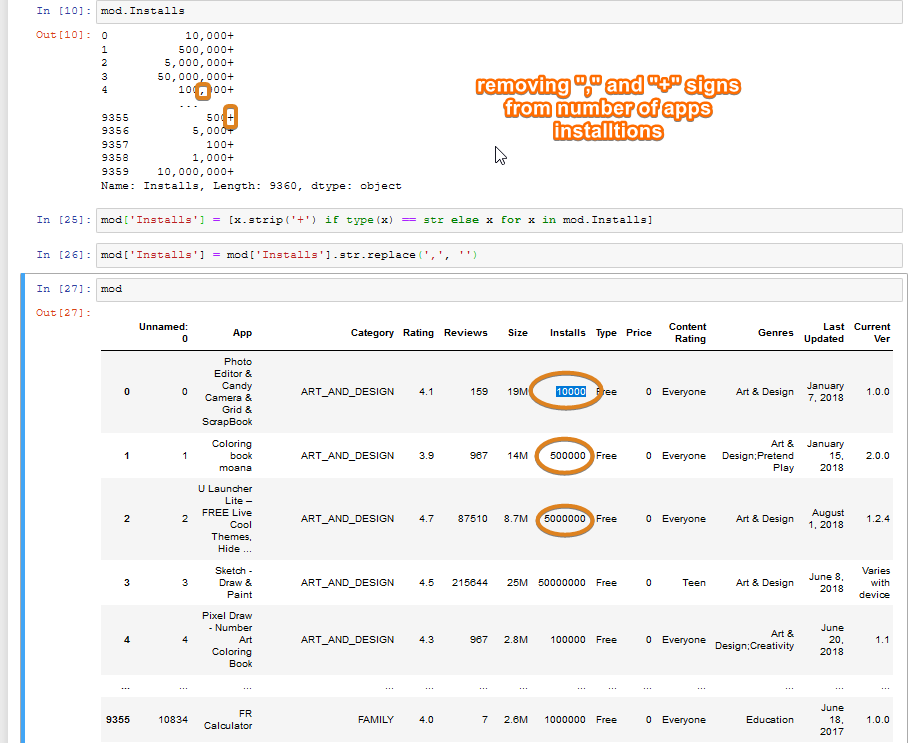 In [10]: mod.Installs
Out[10]: 0 10,000+
1 500,000+
2 5,000,000+
3 50,000,000+
4 100,000+
...
9355 500+
9356 5,000+
9357 100+
9358 1,000+
9359 10,000,000+
Name: Installs, Length: 9360, dtype: object
removing "," and "+" signs
from number of apps
installtions
In [25]: mod['Installs'] = [x.strip('+') if type(x) == str else x for x in mod.Installs]
In [26]: mod['Installs'] = mod['Installs'].str.replace(',', '')
In [27]: mod
Out[27]:
Unnamed: 0 App Category Rating Reviews Size Installs Type Price Content Rating Genres Last Updated Current Ver
0 0 Photo Editor & Candy Camera & Grid & ScrapBook ART_AND_DESIGN 4.1 159 19M 10000 Free 0 Everyone Art & Design January 7, 2018 1.0.0
1 1 Coloring book moana ART_AND_DESIGN 3.9 967 14M 500000 Free 0 Everyone Art & Design;Pretend Play January 15, 2018 2.0.0
2 2 U Launcher Lite – FREE Live Cool Themes, Hide ... ART_AND_DESIGN 4.7 87510 8.7M 5000000 Free 0 Everyone Art & Design August 1, 2018 1.2.4
3 3 Sketch - Draw & Paint ART_AND_DESIGN 4.5 215644 25M 50000000 Free 0 Teen Art & Design June 8, 2018 Varies with device
4 4 Pixel Draw - Number Art Coloring Book ART_AND_DESIGN 4.3 967 2.8M 100000 Free 0 Everyone Art & Design;Creativity June 20, 2018 1.1
... ... ... ... ... ... ... ... ... ... ... ... ... ...
9355 10834 FR Calculator FAMILY 4.0 7 2.6M 1000000 Free 0 Everyone Education June 18, 2017 1.0.0